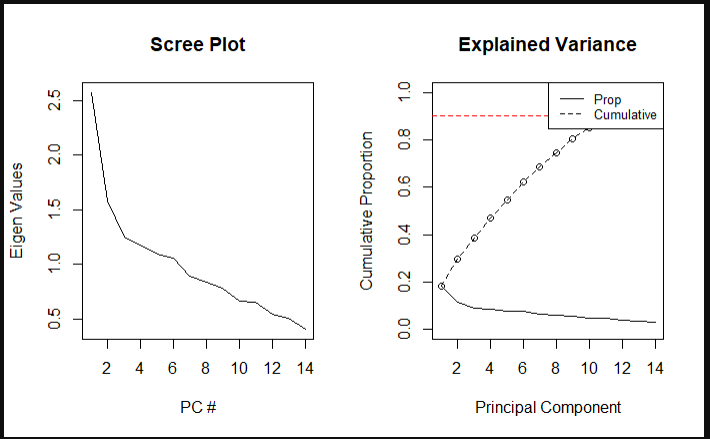 Scree Plot
Eigen Values
2.5
2.0
1.5
1.0
0.5
2 4 6 8 10 12 14
PC #
Explained Variance
Cumulative Proportion
1.0
0.8
0.6
0.4
0.2
0.0
Prop
Cumulative
2 4 6 8 10 12 14
Principal Component